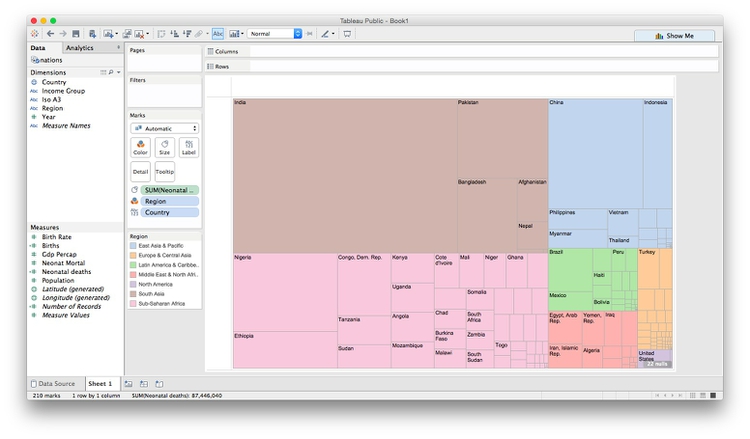 Tableau Public - Book1
Abc
Normal
Show Me
Data
Analytics
nations
Dimensions
Country
Abc Income Group
Abc Iso A3
Abc Region
# Year
Abc Measure Names
Measures
Birth Rate
Births
Gdp Percap
Neonat Mortal
Neonatal deaths
Population
Latitude (generated)
Longitude (generated)
Number of Records
Measure Values
Pages
Filters
Marks
Automatic
Color
Size
Label
Detail
Tooltip
SUM(Neonatal ..
Region
Country
Region
East Asia & Pacific
Europe & Central Asia
Latin America & Caribbe..
Middle East & North Afri..
North America
South Asia
Sub-Saharan Africa
Columns
Rows
India
Pakistan
Bangladesh
Afghanistan
Nepal
China
Indonesia
Philippines
Vietnam
Myanmar
Thailand
Nigeria
Ethiopia
Congo, Dem. Rep.
Tanzania
Sudan
Kenya
Uganda
Angola
Mozambique
Cote
d'Ivoire
Mali
Niger
Ghana
Somalia
Chad
South
Africa
Burkina
Faso
Zambia
Malawi
South
Sudan
Togo
Brazil
Peru
Haiti
Mexico
Bolivia
Turkey
Egypt, Arab
Rep.
Yemen,
Rep.
Iraq
Iran, Islamic
Rep.
Algeria
United
States
Data Source
Sheet 1
210 marks
1 row by 1 column
SUM(Neonatal deaths): 87,446,040